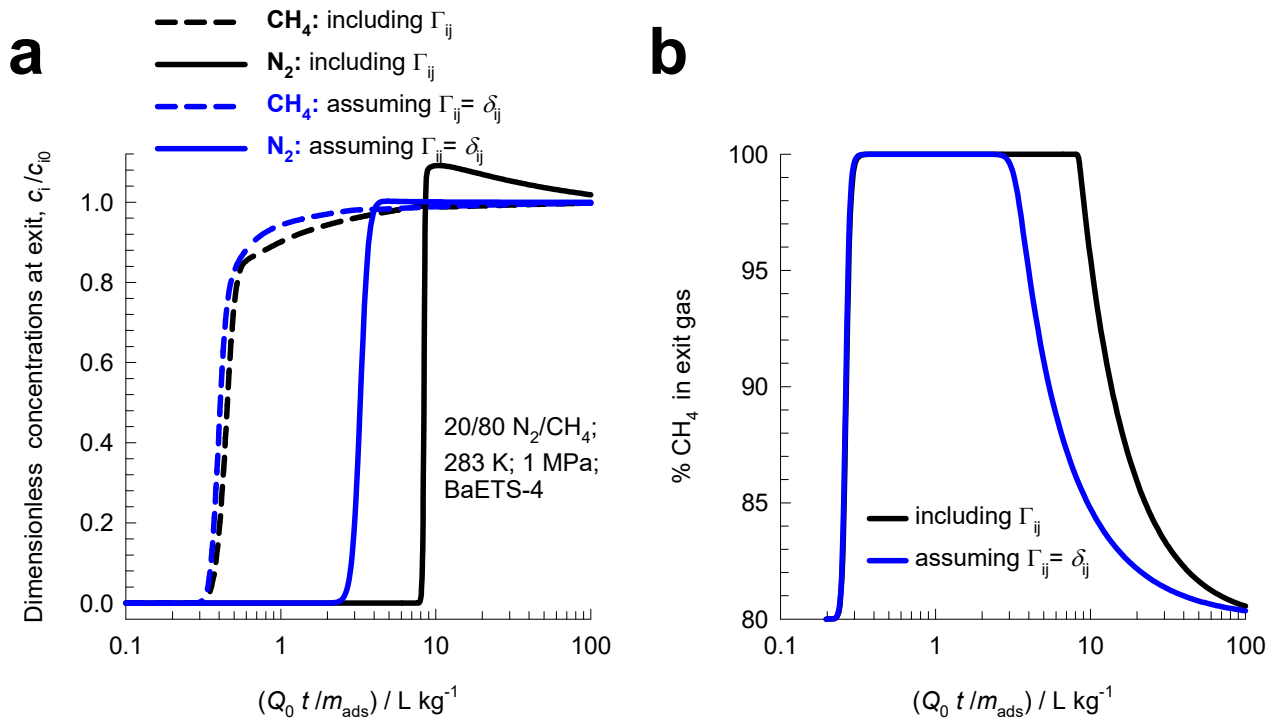 a
CH4: including Γij
N2: including Γij
CH4: assuming Γij= δij
N2: assuming Γij= δij
Dimensionless concentrations at exit, ci/ci0
1.0
0.8
0.6
0.4
0.2
0.0
20/80 N2/CH4;
283 K; 1 MPa;
BaETS-4
0.1 1 10 100
(Q0 t /mads) / L kg-1
b
% CH4 in exit gas
100
95
90
85
80
including Γij
assuming Γij= δij
0.1 1 10 100
(Q0 t /mads) / L kg-1